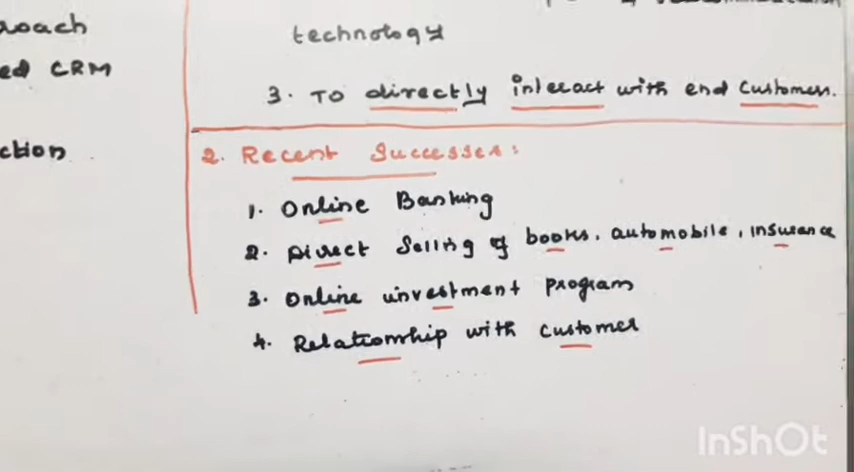 roach
technology
ed CRM
3. To directly interact with end customers.
ction
2. Recent Successes:
1. Online Banking
2. Direct Selling of books, automobile, insurance
3. Online investment program
4. Relationship with customer
InShOt